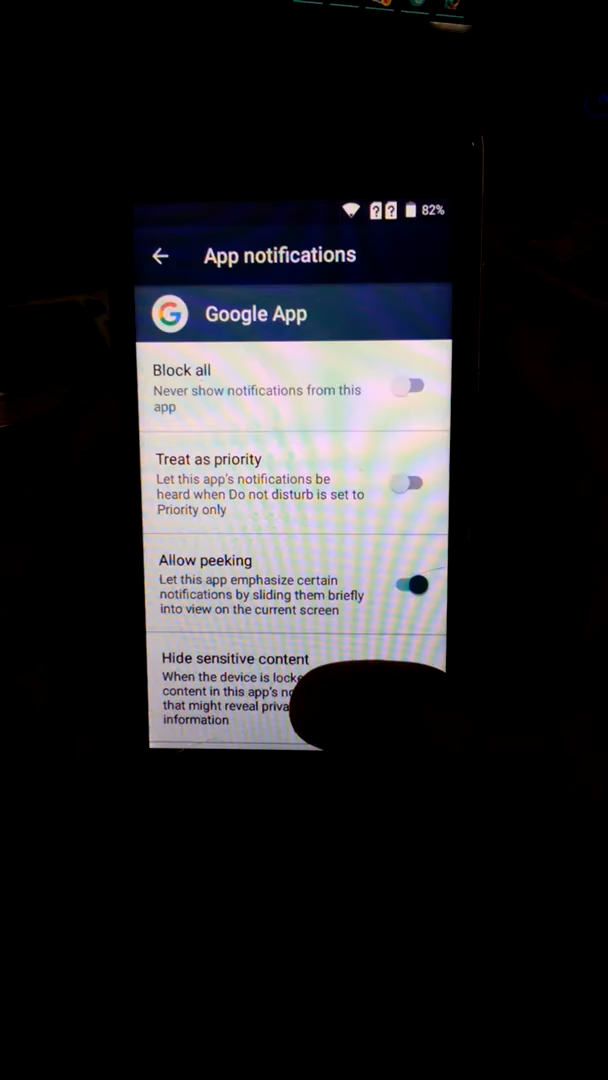 82%
App notifications
Google App
Block all
Never show notifications from this
app
Treat as priority
Let this app's notifications be
heard when Do not disturb is set to
Priority only
Allow peeking
Let this app emphasize certain
notifications by sliding them briefly
into view on the current screen
Hide sensitive content
When the device is
content in this app's
that might reveal
information